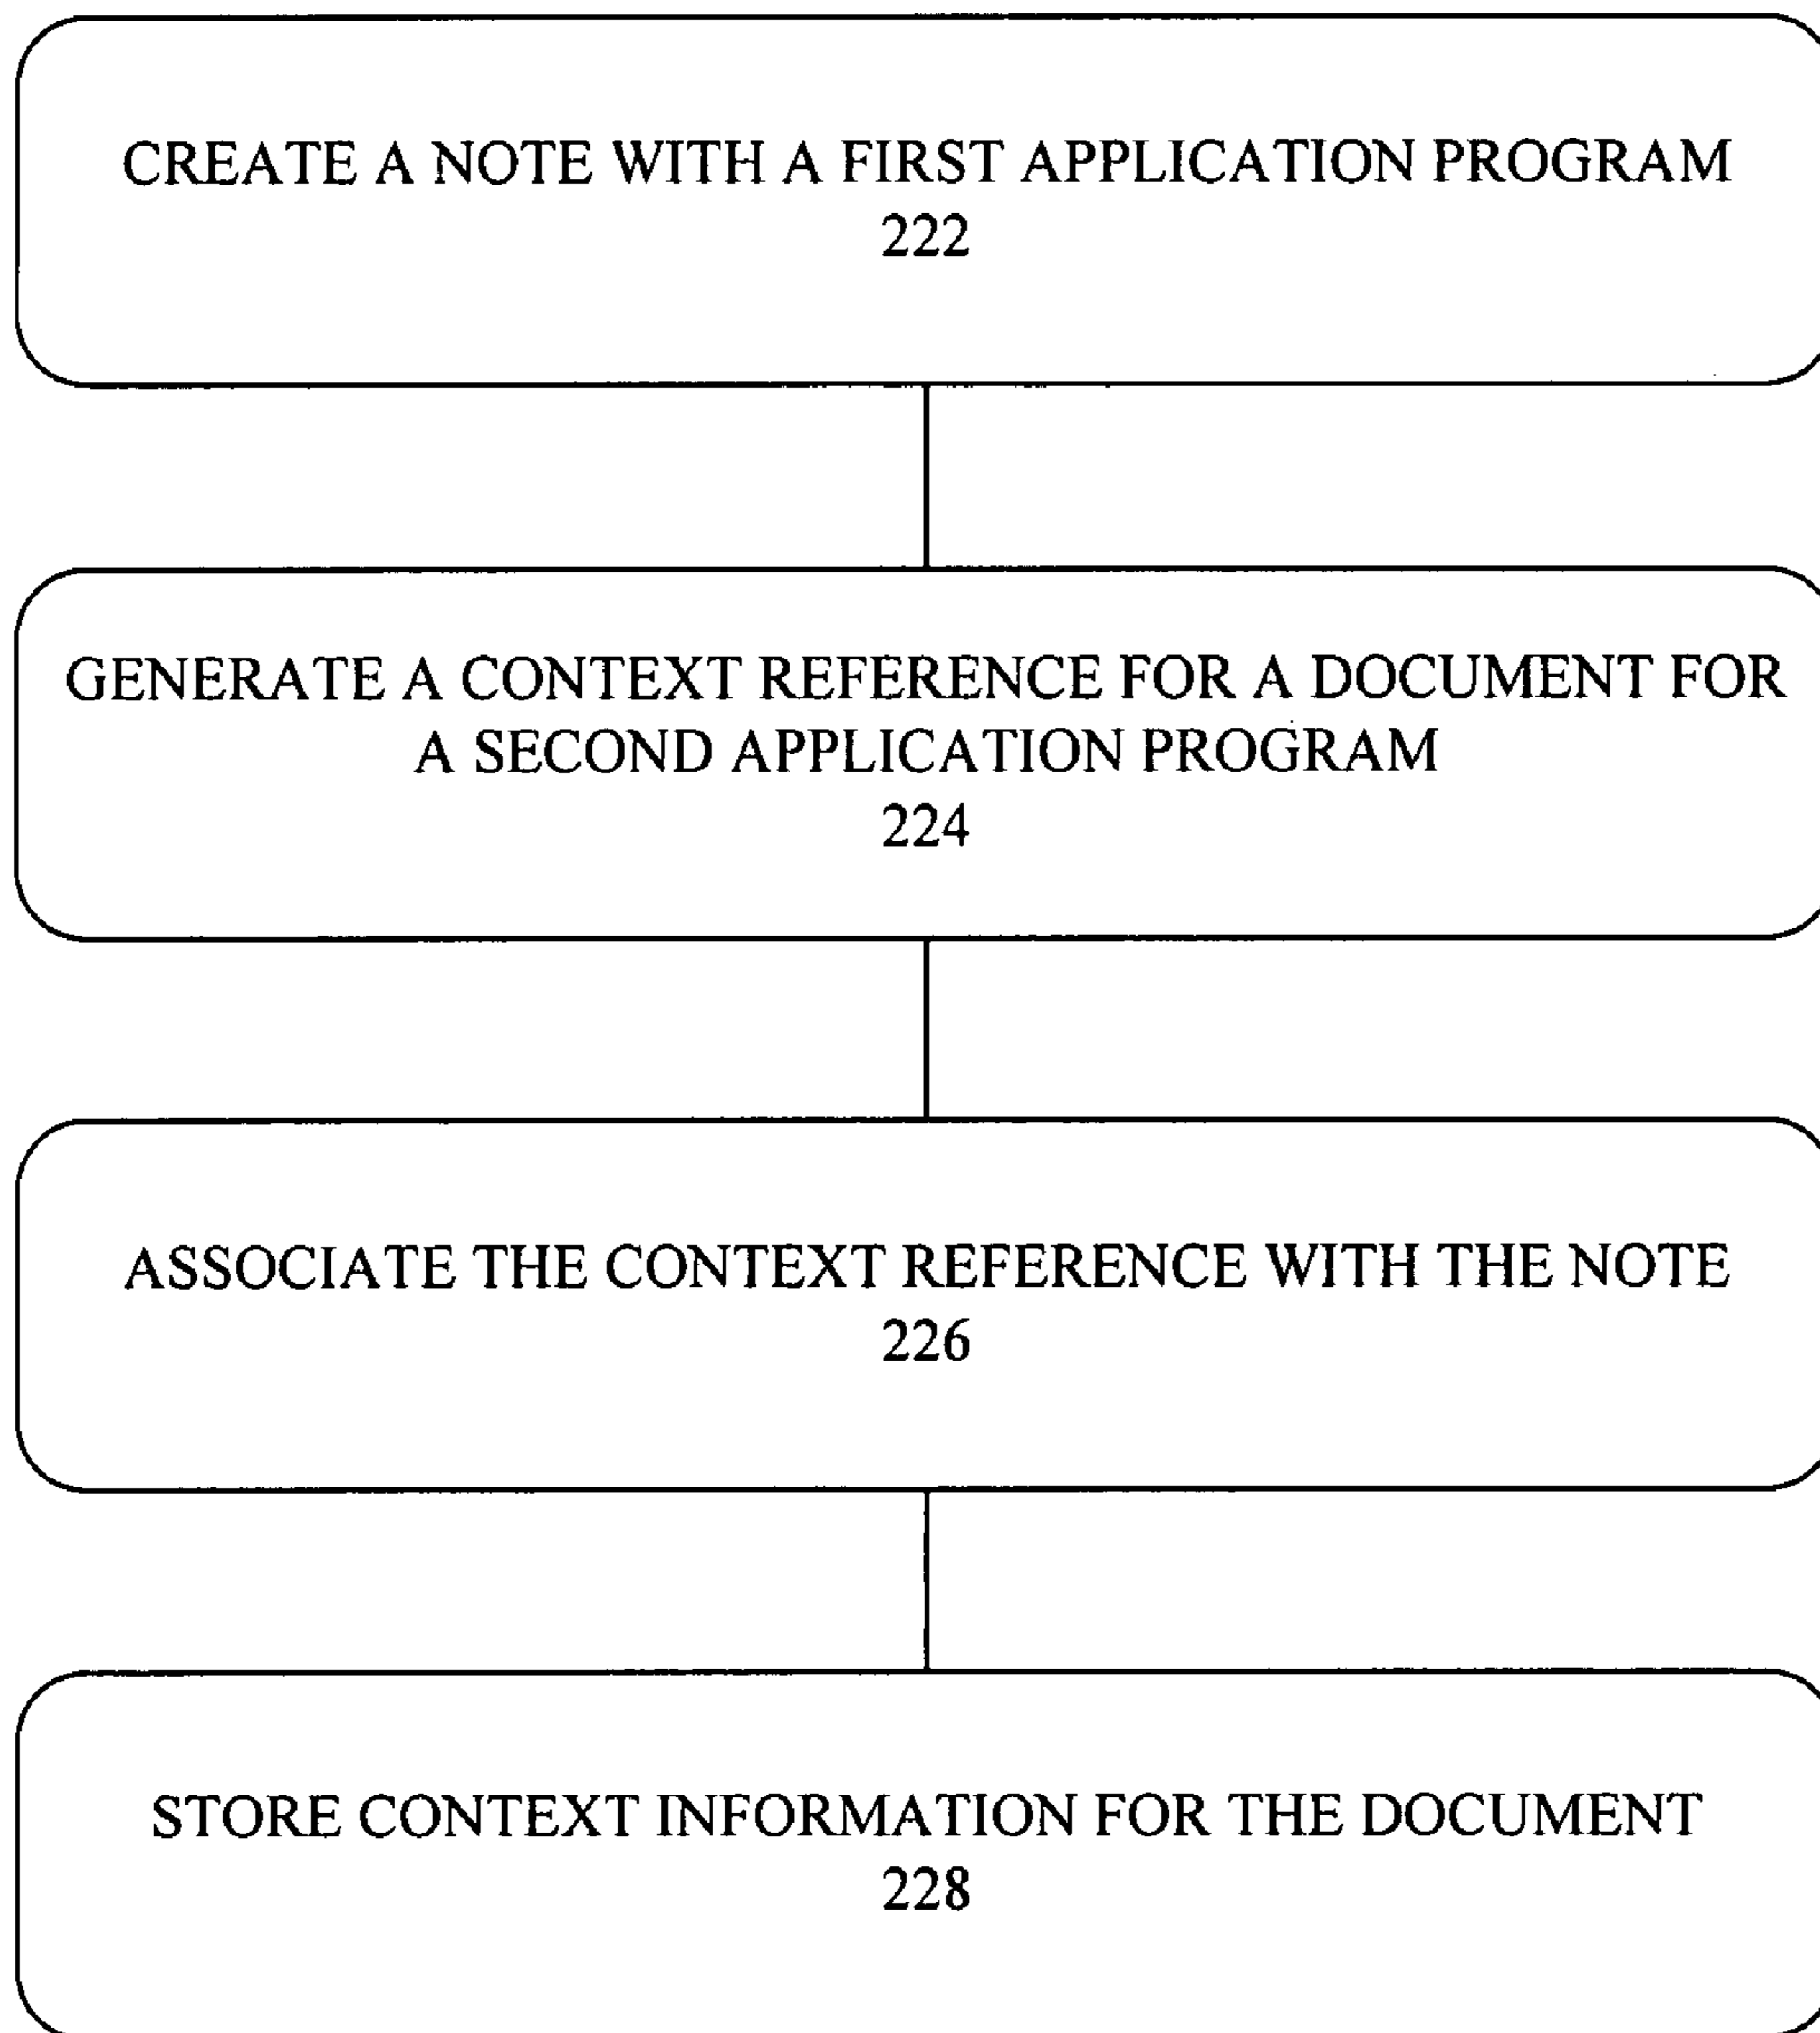 CREATE A NOTE WITH A FIRST APPLICATION PROGRAM
222
GENERATE A CONTEXT REFERENCE FOR A DOCUMENT FOR
A SECOND APPLICATION PROGRAM
224
ASSOCIATE THE CONTEXT REFERENCE WITH THE NOTE
226
STORE CONTEXT INFORMATION FOR THE DOCUMENT
228